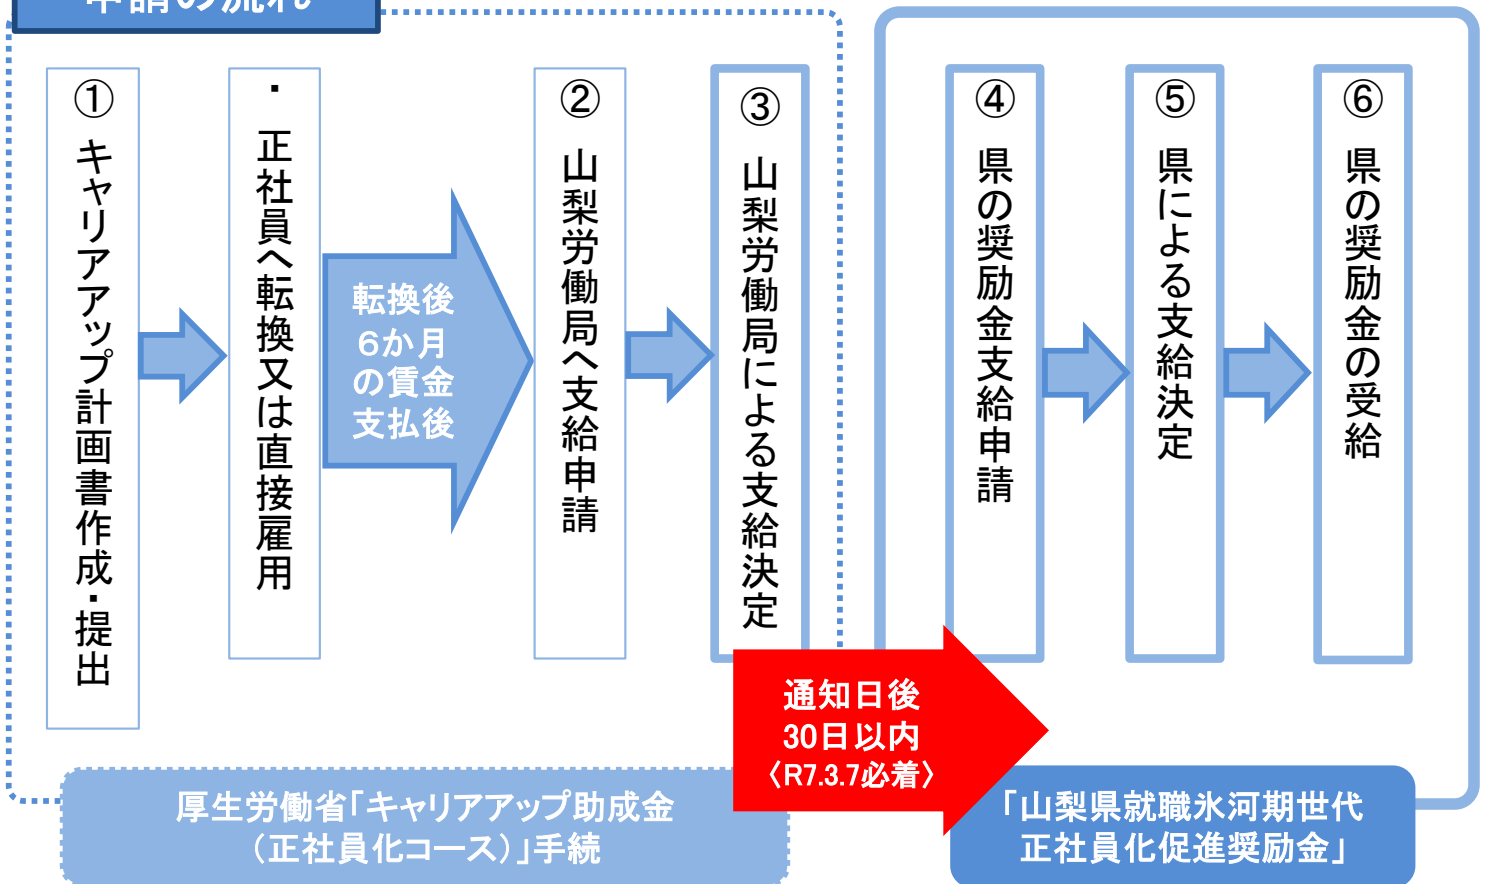 申請の流れ
① キャリアアップ計画書作成・提出
・ 正社員へ転換又は直接雇用
転換後
６か月
の賃金
支払後
② 山梨労働局へ支給申請
③ 山梨労働局による支給決定
通知日後
30日以内
〈R7.3.7必着〉
④ 県の奨励金支給申請
⑤ 県による支給決定
⑥ 県の奨励金の受給
厚生労働省「キャリアアップ助成金
（正社員化コース）」手続
「山梨県就職氷河期世代
正社員化促進奨励金」